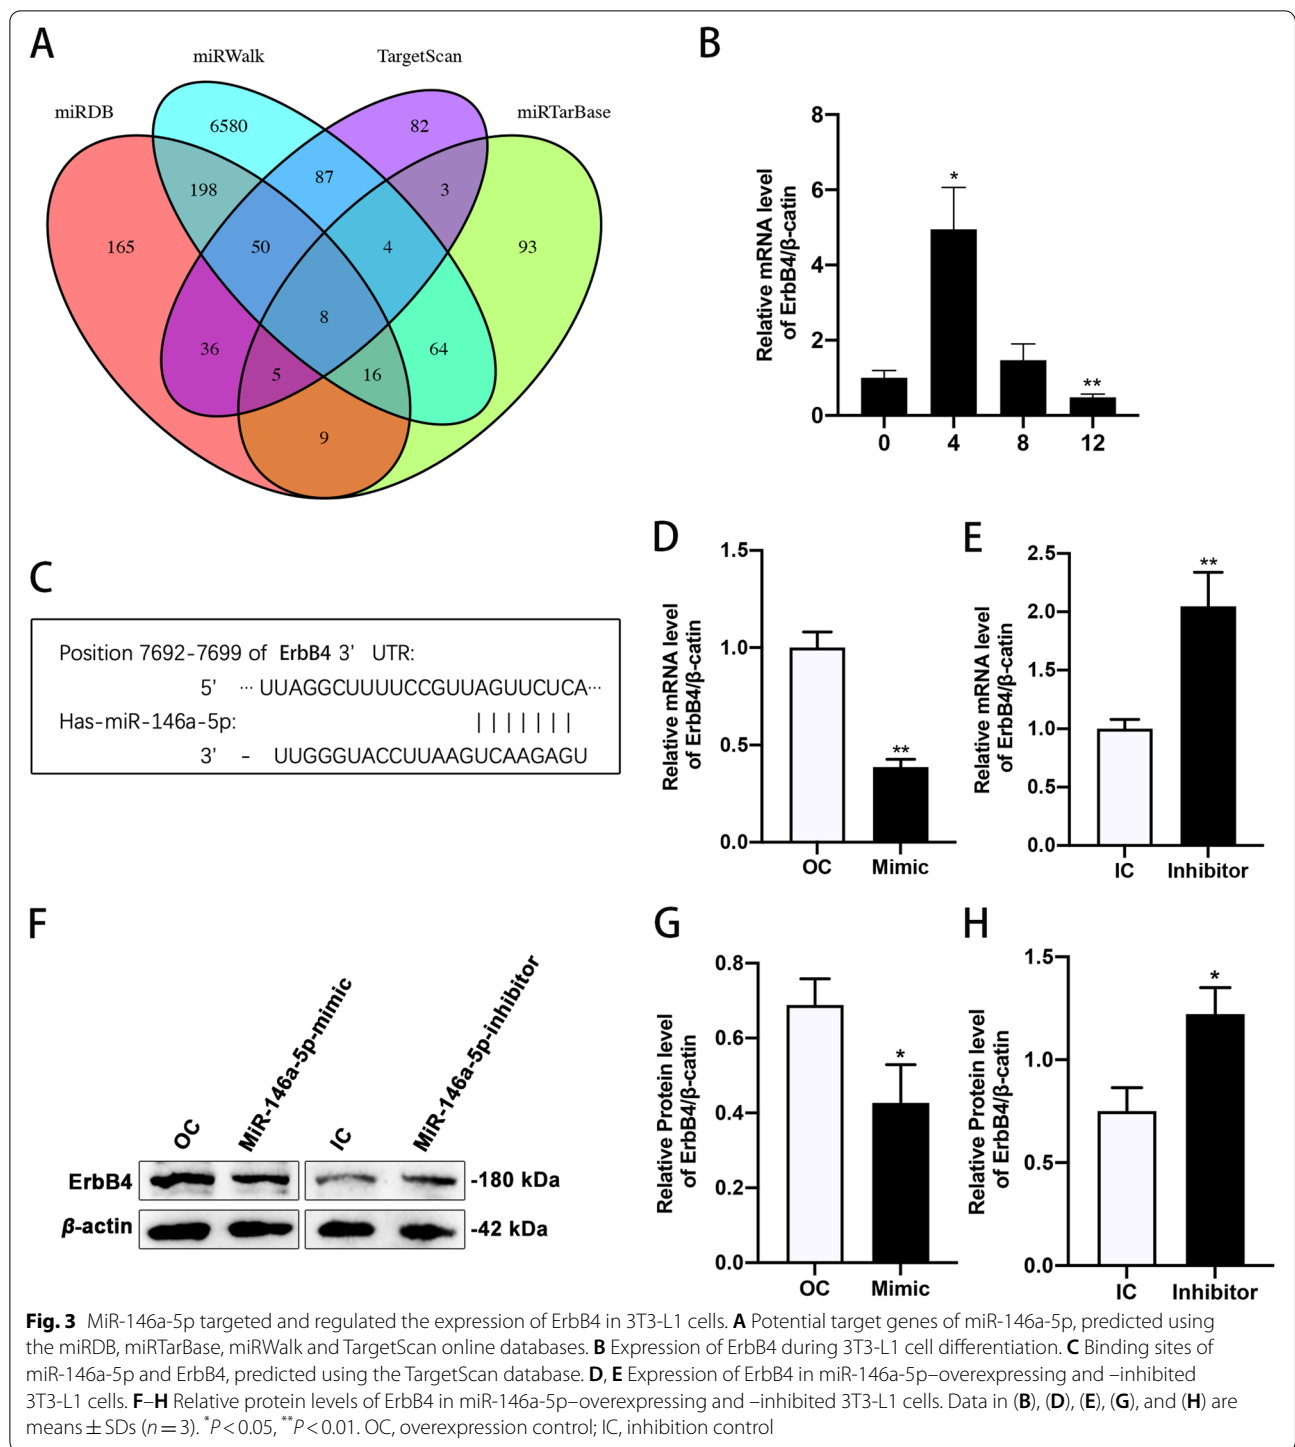 A
miRWalk
TargetScan
miRDB
miRTarBase
6580
82
198
87
3
165
50
4
93
8
36
64
5
16
9
B
Relative mRNA level
of ErbB4/β-catin
8
6
4
2
0
*
**
0 4 8 12
C
Position 7692-7699 of ErbB4 3' UTR:
5' ··· UUAGGCUUUUCCGUUAGUUCUCA···
Has-miR-146a-5p: | | | | | | |
3' - UUGGGUACCUUAAGUCAAGAGU
D
Relative mRNA level
of ErbB4/β-catin
1.5
1.0
0.5
0.0
**
OC Mimic
E
Relative mRNA level
of ErbB4/β-catin
2.5
2.0
1.5
1.0
0.5
0.0
**
IC Inhibitor
F
OC
MiR-146a-5p-mimic
IC
MiR-146a-5p-inhibitor
ErbB4 -180 kDa
β-actin -42 kDa
G
Relative Protein level
of ErbB4/β-catin
0.8
0.6
0.4
0.2
0.0
*
OC Mimic
H
Relative Protein level
of ErbB4/β-catin
1.5
1.0
0.5
0.0
*
IC Inhibitor
Fig. 3 MiR-146a-5p targeted and regulated the expression of ErbB4 in 3T3-L1 cells. A Potential target genes of miR-146a-5p, predicted using
the miRDB, miRTarBase, miRWalk and TargetScan online databases. B Expression of ErbB4 during 3T3-L1 cell differentiation. C Binding sites of
miR-146a-5p and ErbB4, predicted using the TargetScan database. D, E Expression of ErbB4 in miR-146a-5p–overexpressing and –inhibited
3T3-L1 cells. F–H Relative protein levels of ErbB4 in miR-146a-5p–overexpressing and –inhibited 3T3-L1 cells. Data in (B), (D), (E), (G), and (H) are
means ± SDs (n = 3). *P < 0.05, **P < 0.01. OC, overexpression control; IC, inhibition control